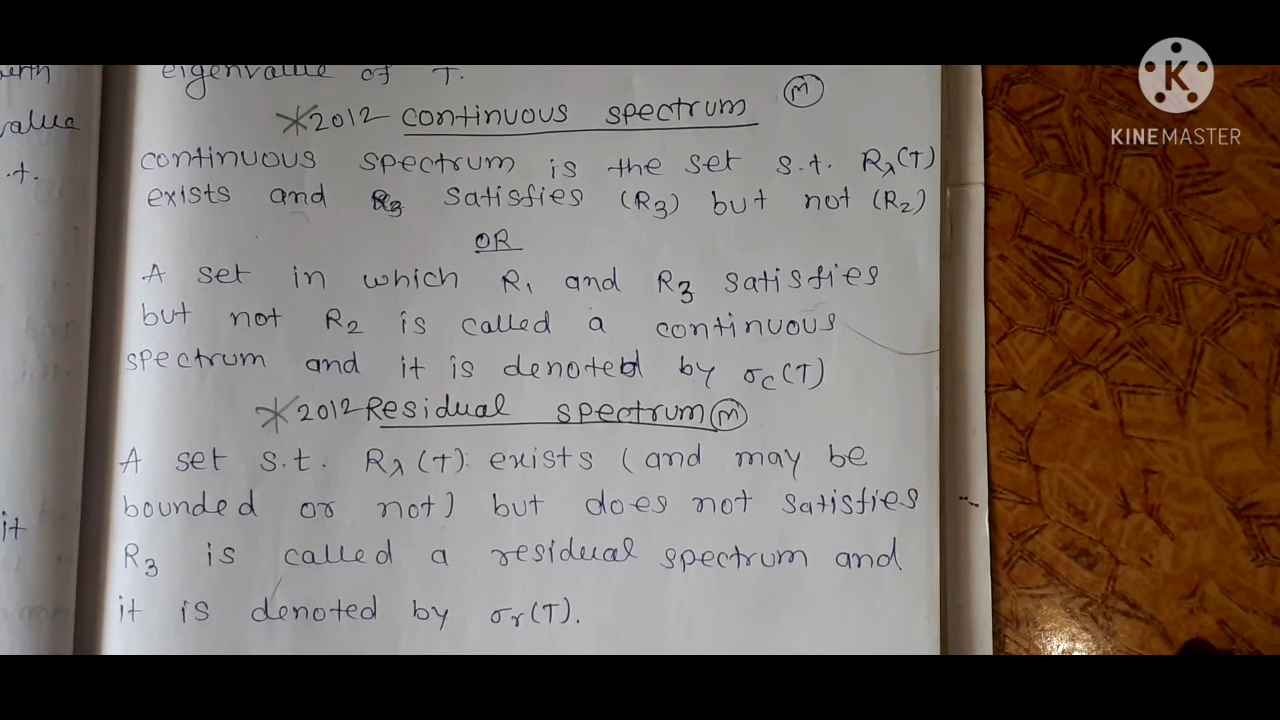 eigenvalue of T.
value
.t.
*2012 continuous spectrum (M)
continuous spectrum is the set s.t. Rλ(T)
exists and satisfies (R3) but not (R2)
OR
A set in which R1 and R3 satisfies
but not R2 is called a continuous
spectrum and it is denoted by σc(T)
*2012 Residual spectrum (M)
A set s.t. Rλ(T) exists (and may be
bounded or not) but does not satisfies
R3 is called a residual spectrum and
it
it is denoted by σr(T).
K
KINEMASTER